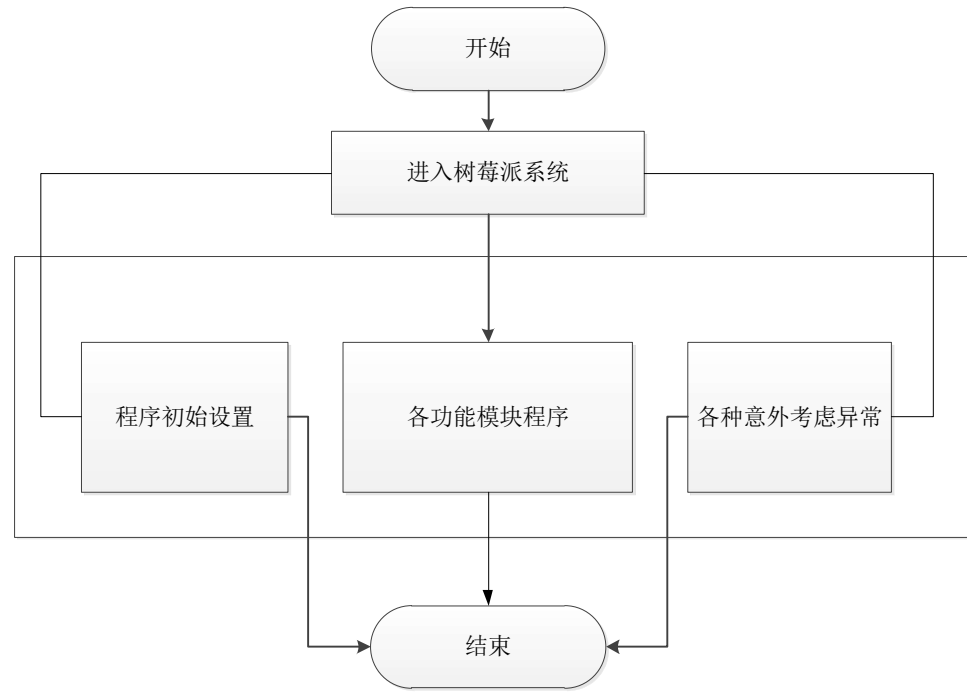 开始
进入树莓派系统
程序初始设置
各功能模块程序
各种意外考虑异常
结束